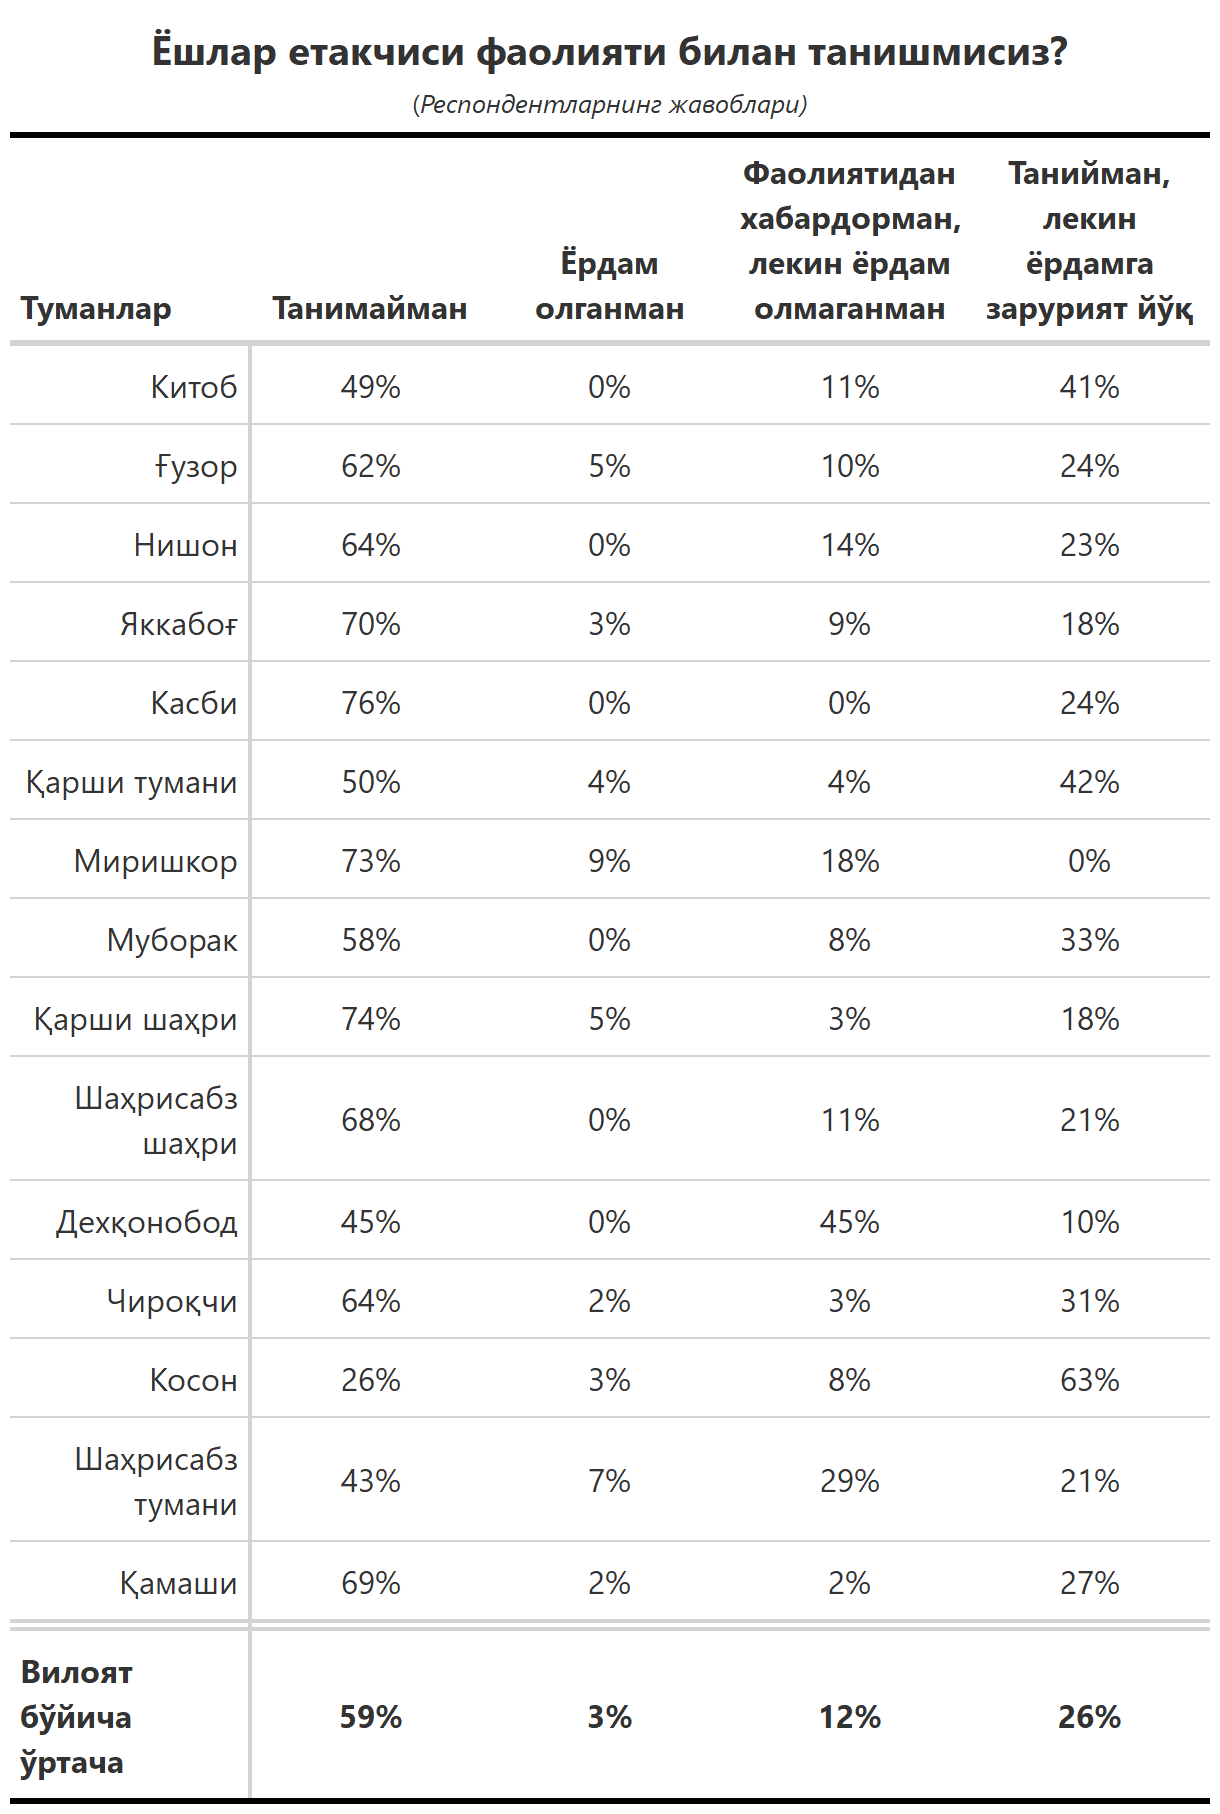 Ёшлар етакчиси фаолияти билан танишмисиз?
(Респондентларнинг жавоблари)
Туманлар Танимайман Ёрдам олганман Фаолиятидан хабардорман, лекин ёрдам олмаганман Танийман, лекин ёрдамга зарурият йўқ
Китоб 49% 0% 11% 41%
Ғузор 62% 5% 10% 24%
Нишон 64% 0% 14% 23%
Яккабоғ 70% 3% 9% 18%
Касби 76% 0% 0% 24%
Қарши тумани 50% 4% 4% 42%
Миришкор 73% 9% 18% 0%
Муборак 58% 0% 8% 33%
Қарши шаҳри 74% 5% 3% 18%
Шаҳрисабз шаҳри 68% 0% 11% 21%
Дехқонобод 45% 0% 45% 10%
Чироқчи 64% 2% 3% 31%
Косон 26% 3% 8% 63%
Шаҳрисабз тумани 43% 7% 29% 21%
Қамаши 69% 2% 2% 27%
Вилоят бўйича ўртача 59% 3% 12% 26%